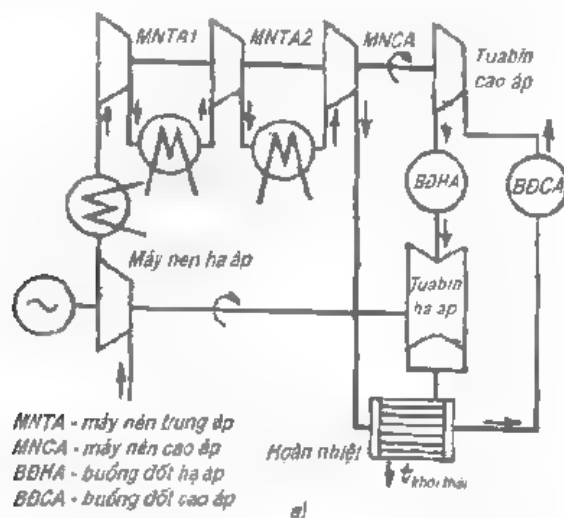 MNTA1
MNTA2
MNCA
Tuabin
cao áp
BĐHA
BĐCA
Máy nén hạ áp
Tuabin
hạ áp
Hoàn nhiệt
t khói thải
MNTA - máy nén trung áp
MNCA - máy nén cao áp
BĐHA - buồng đốt hạ áp
BĐCA - buồng đốt cao áp
a)